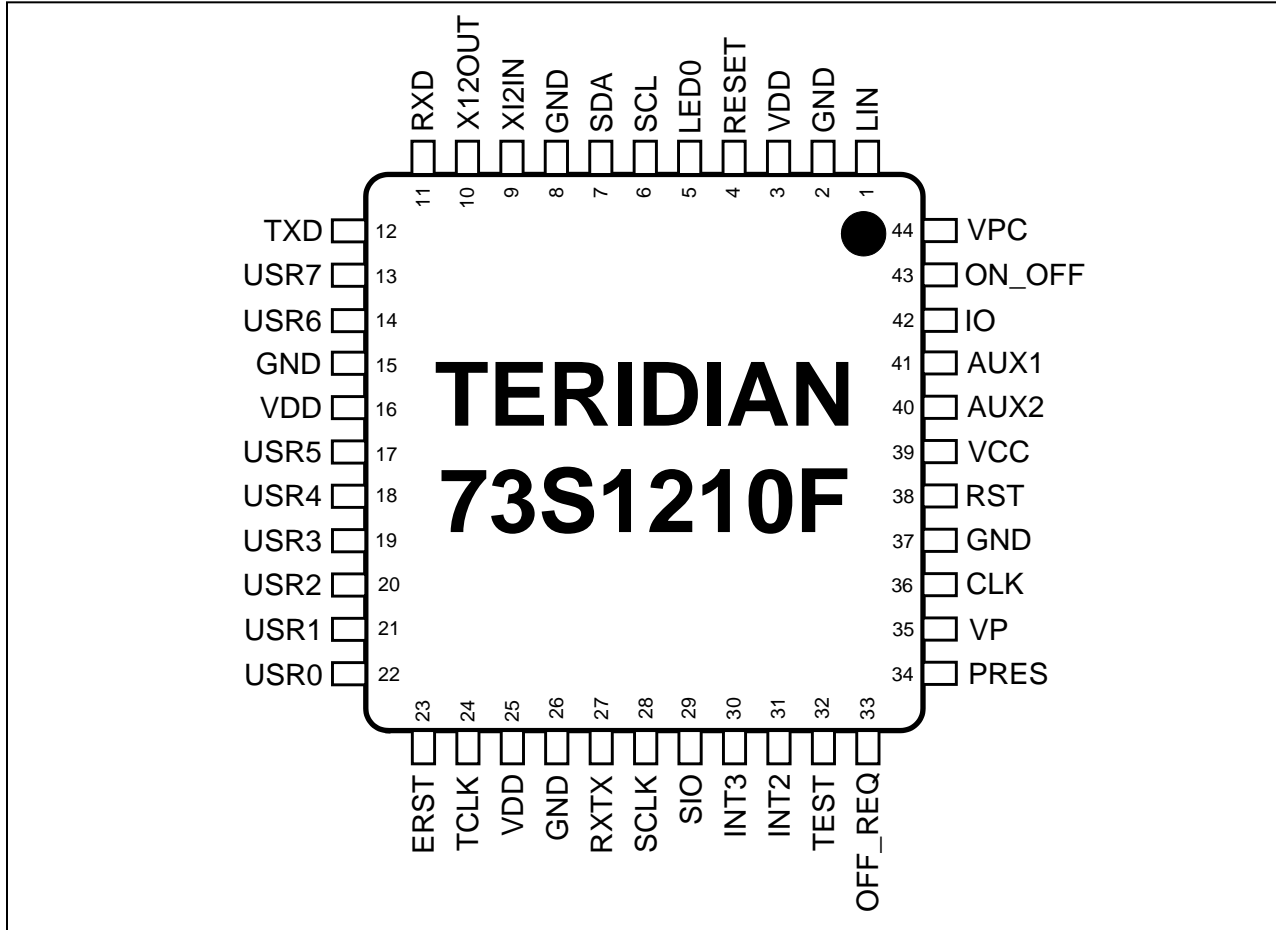 RXD
X12OUT
XI2IN
GND
SDA
SCL
LED0
RESET
VDD
GND
LIN
11
10
9
8
7
6
5
4
3
2
1
TXD 12
USR7 13
USR6 14
GND 15
VDD 16
USR5 17
USR4 18
USR3 19
USR2 20
USR1 21
USR0 22
TERIDIAN
73S1210F
44 VPC
43 ON_OFF
42 IO
41 AUX1
40 AUX2
39 VCC
38 RST
37 GND
36 CLK
35 VP
34 PRES
23
24
25
26
27
28
29
30
31
32
33
ERST
TCLK
VDD
GND
RXTX
SCLK
SIO
INT3
INT2
TEST
OFF_REQ